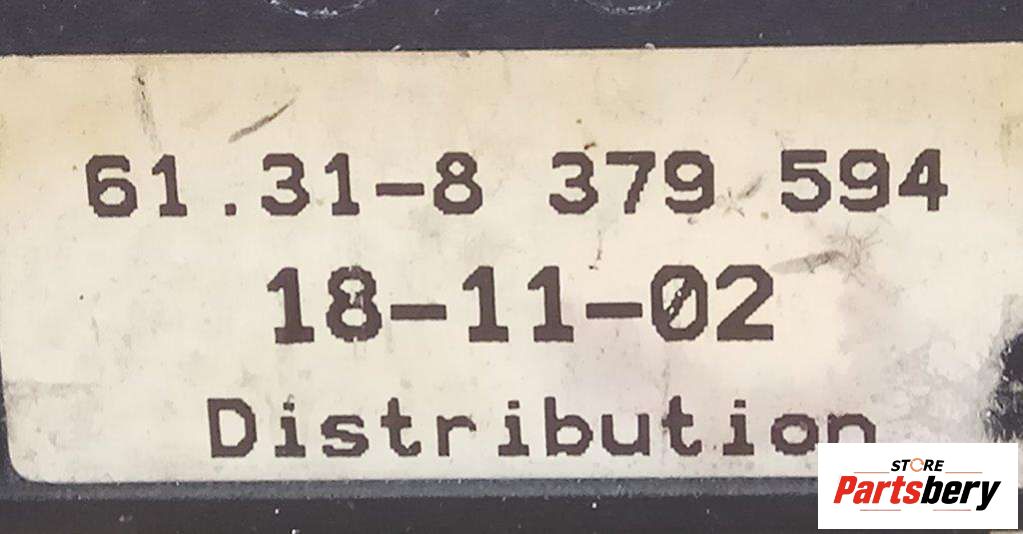 61.31-8 379 594
18-11-02
Distribution
STORE
Partsbery